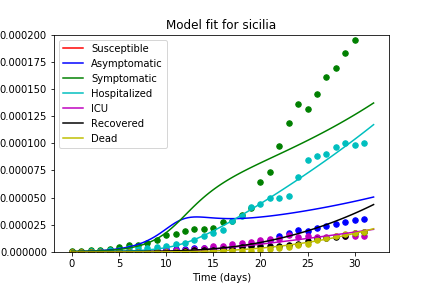 Model fit for sicilia
0.000200
0.000175
0.000150
0.000125
0.000100
0.000075
0.000050
0.000025
0.000000
Susceptible
Asymptomatic
Symptomatic
Hospitalized
ICU
Recovered
Dead
0 5 10 15 20 25 30
Time (days)